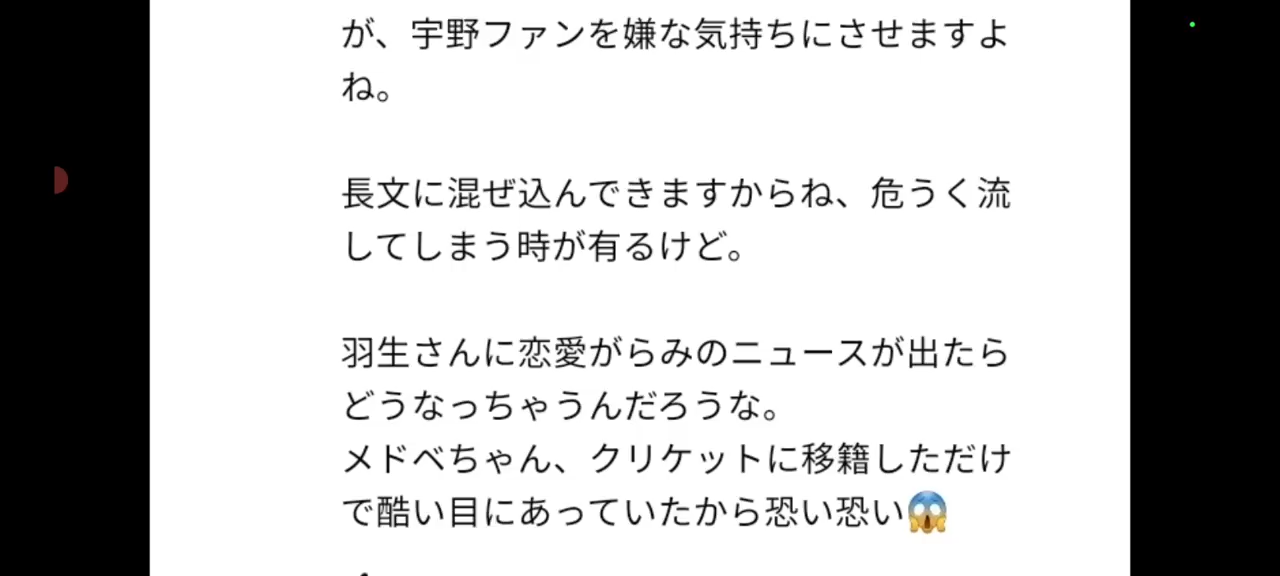 が、宇野ファンを嫌な気持ちにさせますよ
ね。
長文に混ぜ込んできますからね、危うく流
してしまう時が有るけど。
羽生さんに恋愛がらみのニュースが出たら
どうなっちゃうんだろうな。
メドベちゃん、クリケットに移籍しただけ
で酷い目にあっていたから恐い恐い😱